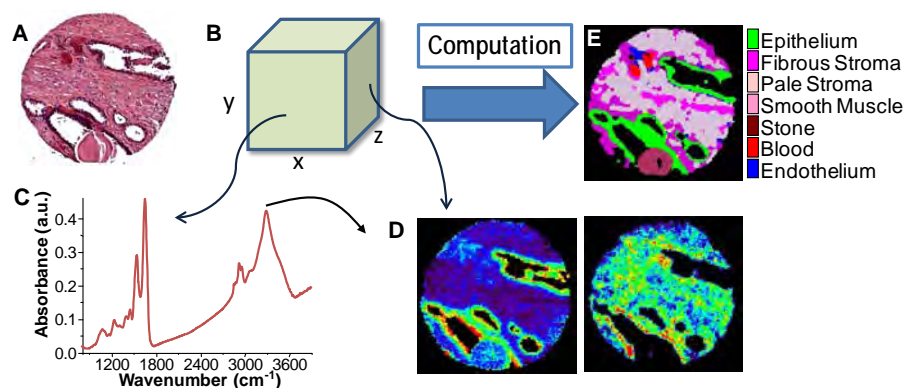 A
B
Computation
E
Epithelium
Fibrous Stroma
Pale Stroma
Smooth Muscle
Stone
Blood
Endothelium
y
z
x
C
D
Absorbance (a.u.)
0.4
0.3
0.2
0.1
0.0
1200 1800 2400 3000 3600
Wavenumber (cm-1)